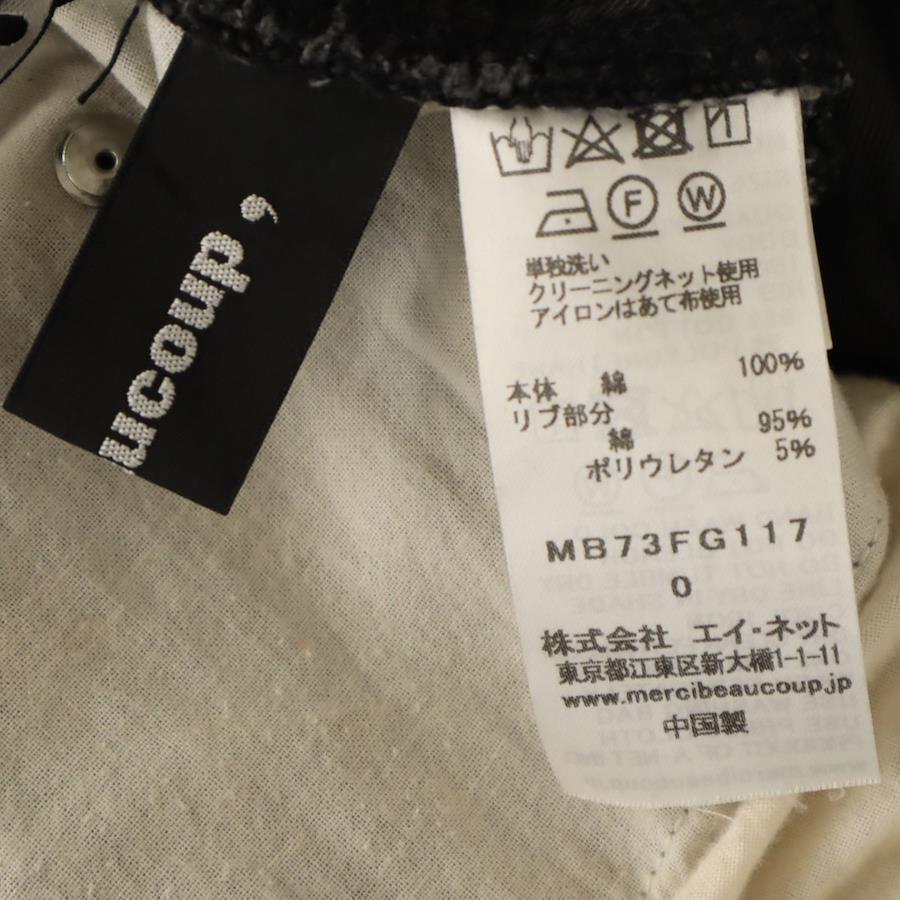 ucoup,
F W
単独洗い
クリーニングネット使用
アイロンはあて布使用
本体 綿 100%
リブ部分
綿 95%
ポリウレタン 5%
MB73FG117
0
株式会社 エイ・ネット
東京都江東区新大橋1-1-11
www.mercibeaucoup.jp
中国製